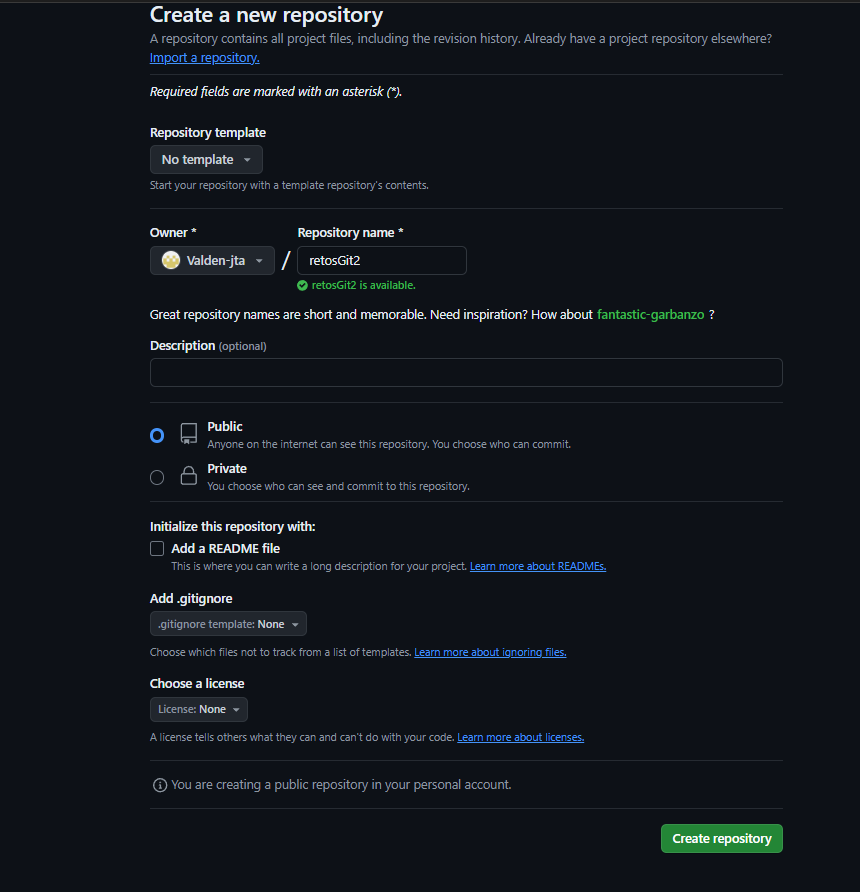 Create a new repository
A repository contains all project files, including the revision history. Already have a project repository elsewhere?
Import a repository.
Required fields are marked with an asterisk (*).
Repository template
No template
Start your repository with a template repository's contents.
Owner * Repository name *
Valden-jta / retosGit2
retosGit2 is available.
Great repository names are short and memorable. Need inspiration? How about fantastic-garbanzo ?
Description (optional)
Public
Anyone on the internet can see this repository. You choose who can commit.
Private
You choose who can see and commit to this repository.
Initialize this repository with:
Add a README file
This is where you can write a long description for your project. Learn more about READMEs.
Add .gitignore
.gitignore template: None
Choose which files not to track from a list of templates. Learn more about ignoring files.
Choose a license
License: None
A license tells others what they can and can't do with your code. Learn more about licenses.
You are creating a public repository in your personal account.
Create repository